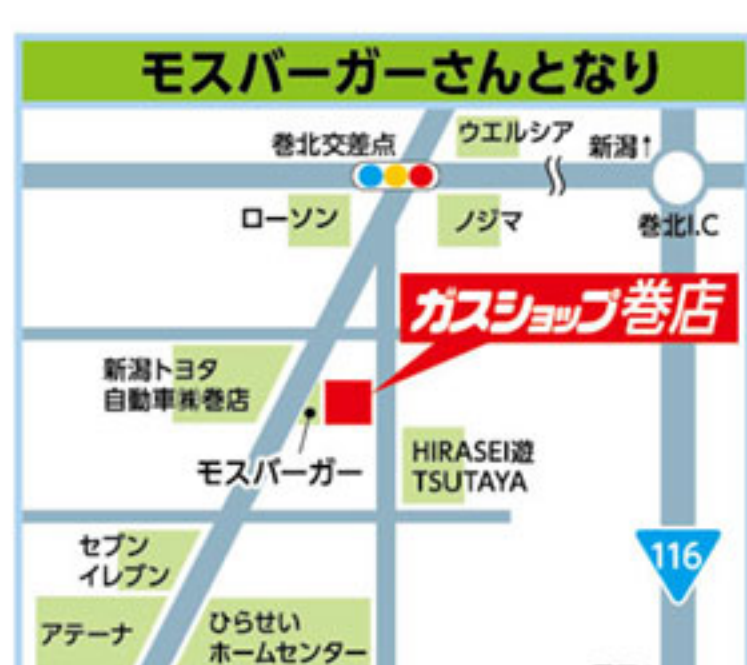 モスバーガーさんとなり
巻北交差点
ウエルシア
新潟↑
ローソン
ノジマ
巻北I.C
ガスショップ巻店
新潟トヨタ
自動車㈱巻店
モスバーガー
HIRASEI遊
TSUTAYA
セブン
イレブン
116
アテーナ
ひらせい
ホームセンター